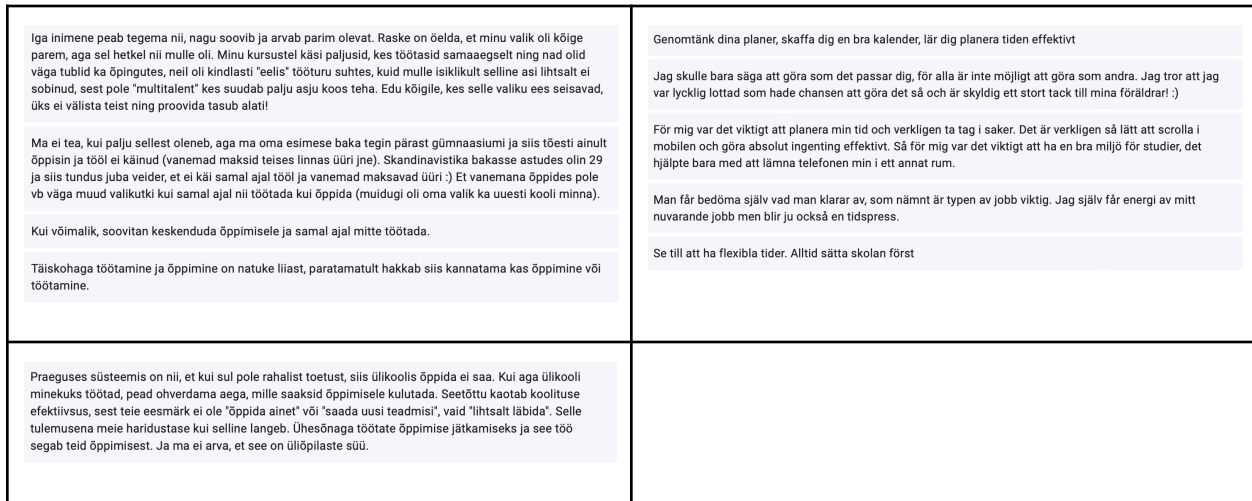 Iga inimene peab tegema nii, nagu soovib ja arvab parim olevat. Raske on öelda, et minu valik oli kõige
parem, aga sel hetkel nii mulle oli. Minu kursustel käsi paljusid, kes töötasid samaaegselt ning nad olid
väga tublid ka õpingutes, neil oli kindlasti "eelis" tööturu suhtes, kuid mulle isiklikult selline asi lihtsalt ei
sobinud, sest pole "multitalent" kes suudab palju asju koos teha. Edu kõigile, kes selle valiku ees seisavad,
üks ei välista teist ning proovida tasub alati!
Ma ei tea, kui palju sellest oleneb, aga ma oma esimese baka tegin pärast gümnaasiumi ja siis tõesti ainult
õppisin ja tööl ei käinud (vanemad maksid teises linnas üüri jne). Skandinavistika bakasse astudes olin 29
ja siis tundus juba veider, et ei käi samal ajal tööl ja vanemad maksavad üüri :) Et vanemana õppides pole
vb väga muud valikutki kui samal ajal nii töötada kui õppida (muidugi oli oma valik ka uuesti kooli minna).
Kui võimalik, soovitan keskenduda õppimisele ja samal ajal mitte töötada.
Täiskohaga töötamine ja õppimine on natuke liiast, paratamatult hakkab siis kannatama kas õppimine või
töötamine.
Genomtänk dina planer, skaffa dig en bra kalender, lär dig planera tiden effektivt
Jag skulle bara säga att göra som det passar dig, för alla är inte möjligt att göra som andra. Jag tror att jag
var lycklig lottad som hade chansen att göra det så och är skyldig ett stort tack till mina föräldrar! :)
För mig var det viktigt att planera min tid och verkligen ta tag i saker. Det är verkligen så lätt att scrolla i
mobilen och göra absolut ingenting effektivt. Så för mig var det viktigt att ha en bra miljö för studier, det
hjälpte bara med att lämna telefonen min i ett annat rum.
Man får bedöma själv vad man klarar av, som nämnt är typen av jobb viktig. Jag själv får energi av mitt
nuvarande jobb men blir ju också en tidspress.
Se till att ha flexibla tider. Alltid sätta skolan först
Praeguses süsteemis on nii, et kui sul pole rahalist toetust, siis ülikoolis õppida ei saa. Kui aga ülikooli
minekuks töötad, pead ohverdama aega, mille saaksid õppimisele kulutada. Seetõttu kaotab koolituse
efektiivsus, sest teie eesmärk ei ole "õppida ainet" või "saada uusi teadmisi", vaid "lihtsalt läbida". Selle
tulemusena meie haridustase kui selline langeb. Ühesõnaga töötate õppimise jätkamiseks ja see töö
segab teid õppimisest. Ja ma ei arva, et see on üliõpilaste süü.